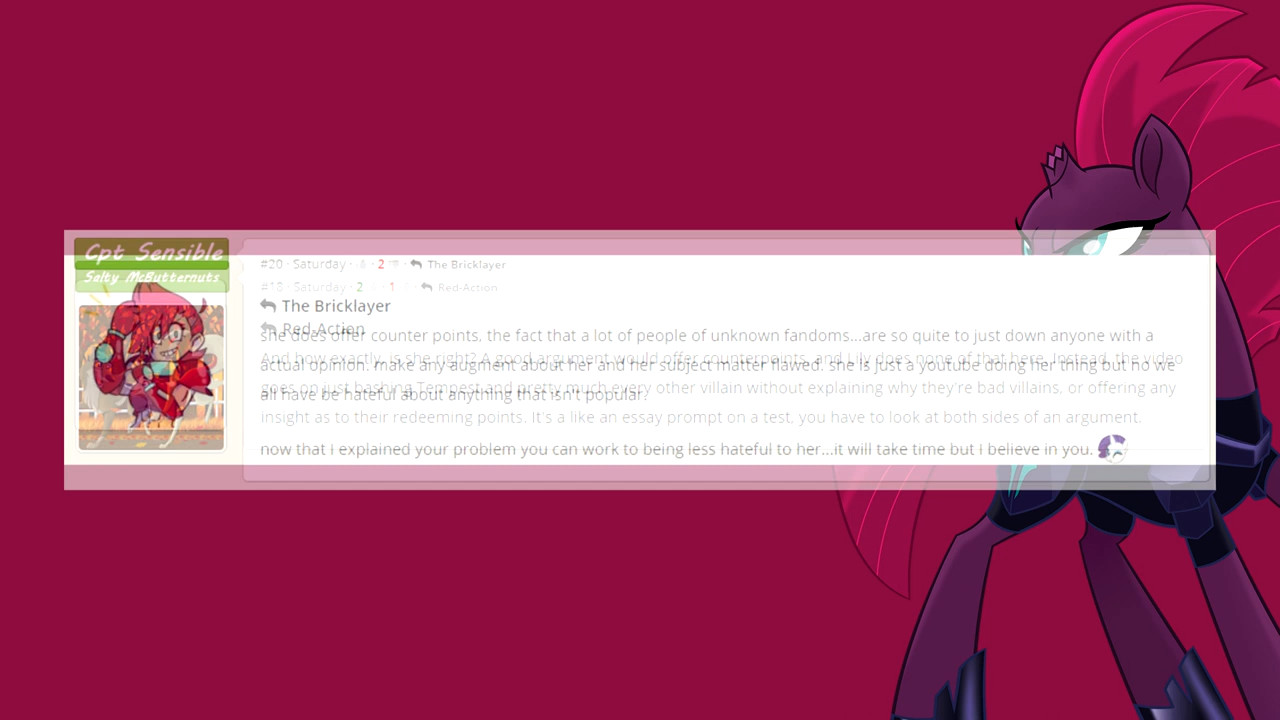 Cpt Sensible
Salty McButternuts
#20 · Saturday · 2 · The Bricklayer
#18 · Saturday · 2 · 1 · Red-Action
The Bricklayer
Red-Action
she does offer counter points, the fact that a lot of people of unknown fandoms...are so quite to just down anyone with a
And how exactly, is she right? A good argument would offer counterpoints, and Lily does none of that here. Instead, the video
actual opinion. make any augment about her and her subject matter flawed. she is just a youtube doing her thing but no we
goes on just bashing Tempest and pretty much every other villain without explaining why they're bad villains, or offering any
all have be hateful about anything that isn't popular.
insight as to their redeeming points. It's a like an essay prompt on a test, you have to look at both sides of an argument.
now that i explained your problem you can work to being less hateful to her...it will take time but I believe in you.